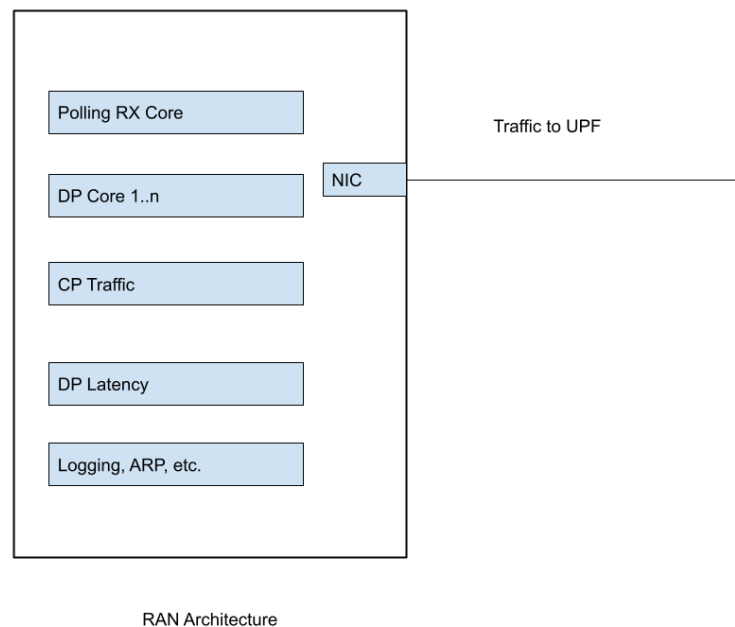 Polling RX Core
Traffic to UPF
NIC
DP Core 1..n
CP Traffic
DP Latency
Logging, ARP, etc.
RAN Architecture